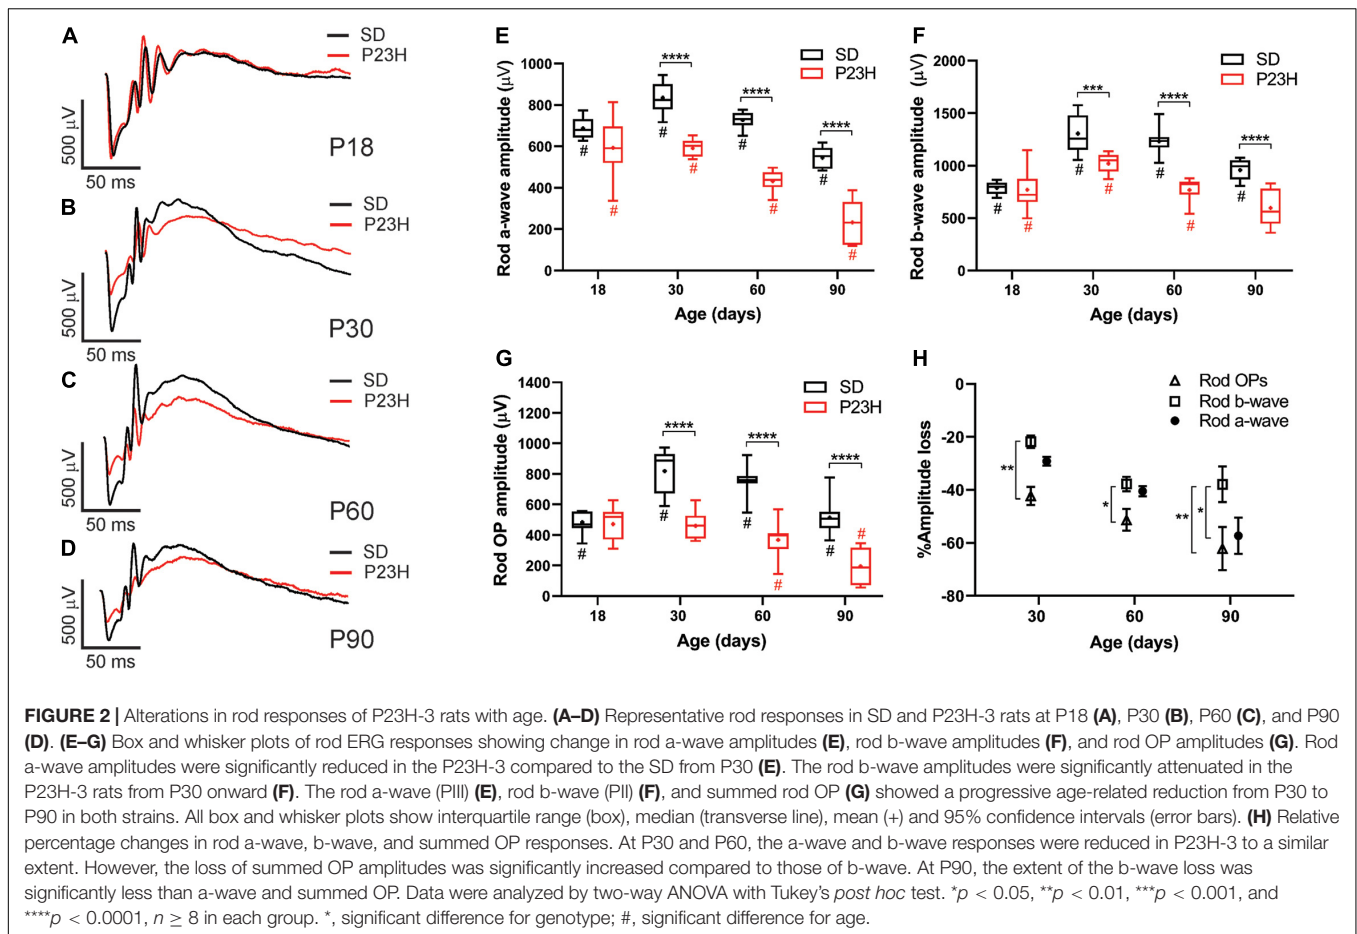 A
SD
P23H
500 µV
50 ms
P18
B
SD
P23H
500 µV
50 ms
P30
C
SD
P23H
500 µV
50 ms
P60
D
SD
P23H
500 µV
50 ms
P90
E
SD
P23H
Rod a-wave amplitude (µV)
1000
800
600
400
200
0
**** **** ****
# # # # # # # #
18 30 60 90
Age (days)
F
SD
P23H
Rod b-wave amplitude (µV)
2000
1500
1000
500
0
*** **** ****
# # # # # # #
18 30 60 90
Age (days)
G
SD
P23H
Rod OP amplitude (µV)
1400
1200
1000
800
600
400
200
0
**** **** ****
# # # # # #
18 30 60 90
Age (days)
H
Rod OPs
Rod b-wave
Rod a-wave
%Amplitude loss
0
-20
-40
-60
-80
** * ** *
30 60 90
Age (days)
FIGURE 2 | Alterations in rod responses of P23H-3 rats with age. (A–D) Representative rod responses in SD and P23H-3 rats at P18 (A), P30 (B), P60 (C), and P90
(D). (E–G) Box and whisker plots of rod ERG responses showing change in rod a-wave amplitudes (E), rod b-wave amplitudes (F), and rod OP amplitudes (G). Rod
a-wave amplitudes were significantly reduced in the P23H-3 compared to the SD from P30 (E). The rod b-wave amplitudes were significantly attenuated in the
P23H-3 rats from P30 onward (F). The rod a-wave (PIII) (E), rod b-wave (PII) (F), and summed rod OP (G) showed a progressive age-related reduction from P30 to
P90 in both strains. All box and whisker plots show interquartile range (box), median (transverse line), mean (+) and 95% confidence intervals (error bars). (H) Relative
percentage changes in rod a-wave, b-wave, and summed OP responses. At P30 and P60, the a-wave and b-wave responses were reduced in P23H-3 to a similar
extent. However, the loss of summed OP amplitudes was significantly increased compared to those of b-wave. At P90, the extent of the b-wave loss was
significantly less than a-wave and summed OP. Data were analyzed by two-way ANOVA with Tukey's post hoc test. *p < 0.05, **p < 0.01, ***p < 0.001, and
****p < 0.0001, n ≥ 8 in each group. *, significant difference for genotype; #, significant difference for age.